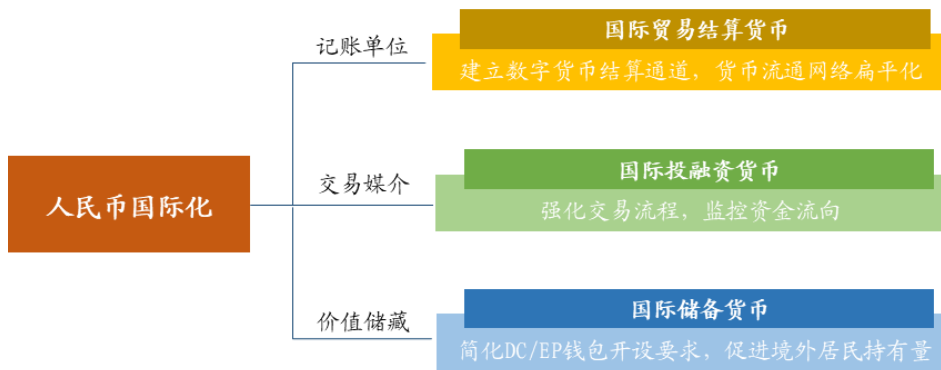 人民币国际化
记账单位
国际贸易结算货币
建立数字货币结算通道，货币流通网络扁平化
交易媒介
国际投融资货币
强化交易流程，监控资金流向
价值储藏
国际储备货币
简化DC/EP钱包开设要求，促进境外居民持有量